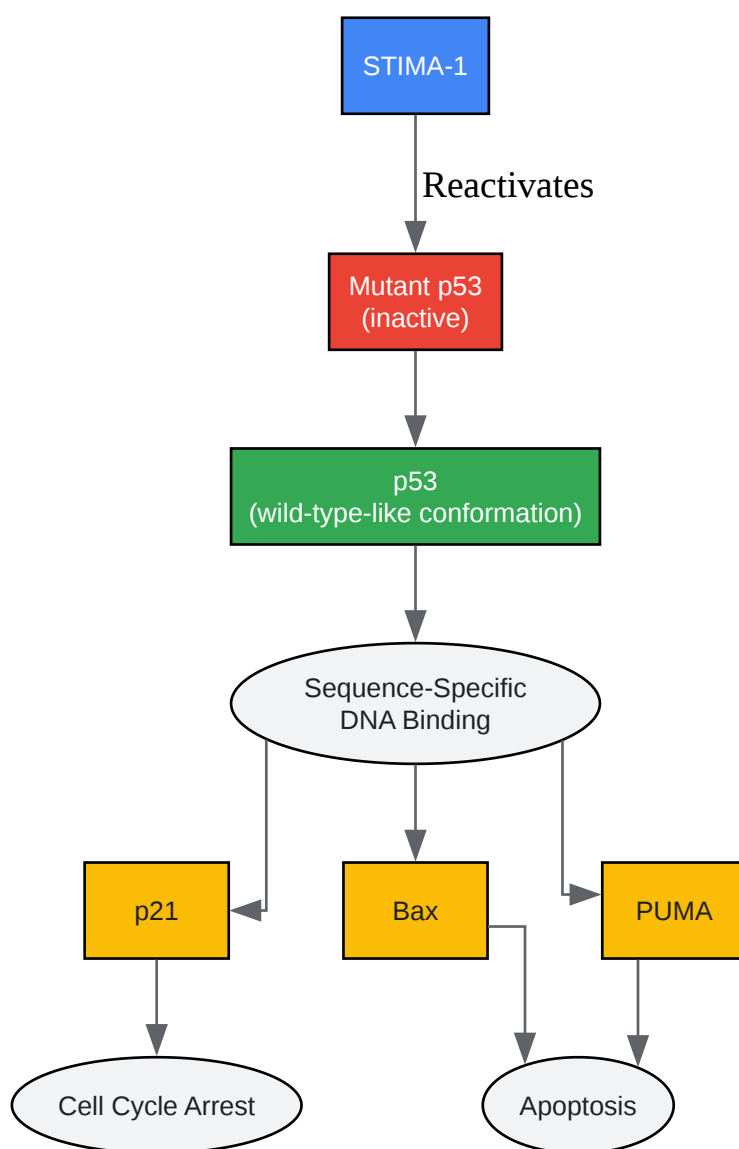 STIMA-1
Reactivates
Mutant p53
(inactive)
p53
(wild-type-like conformation)
Sequence-Specific
DNA Binding
p21
Bax
PUMA
Cell Cycle Arrest
Apoptosis